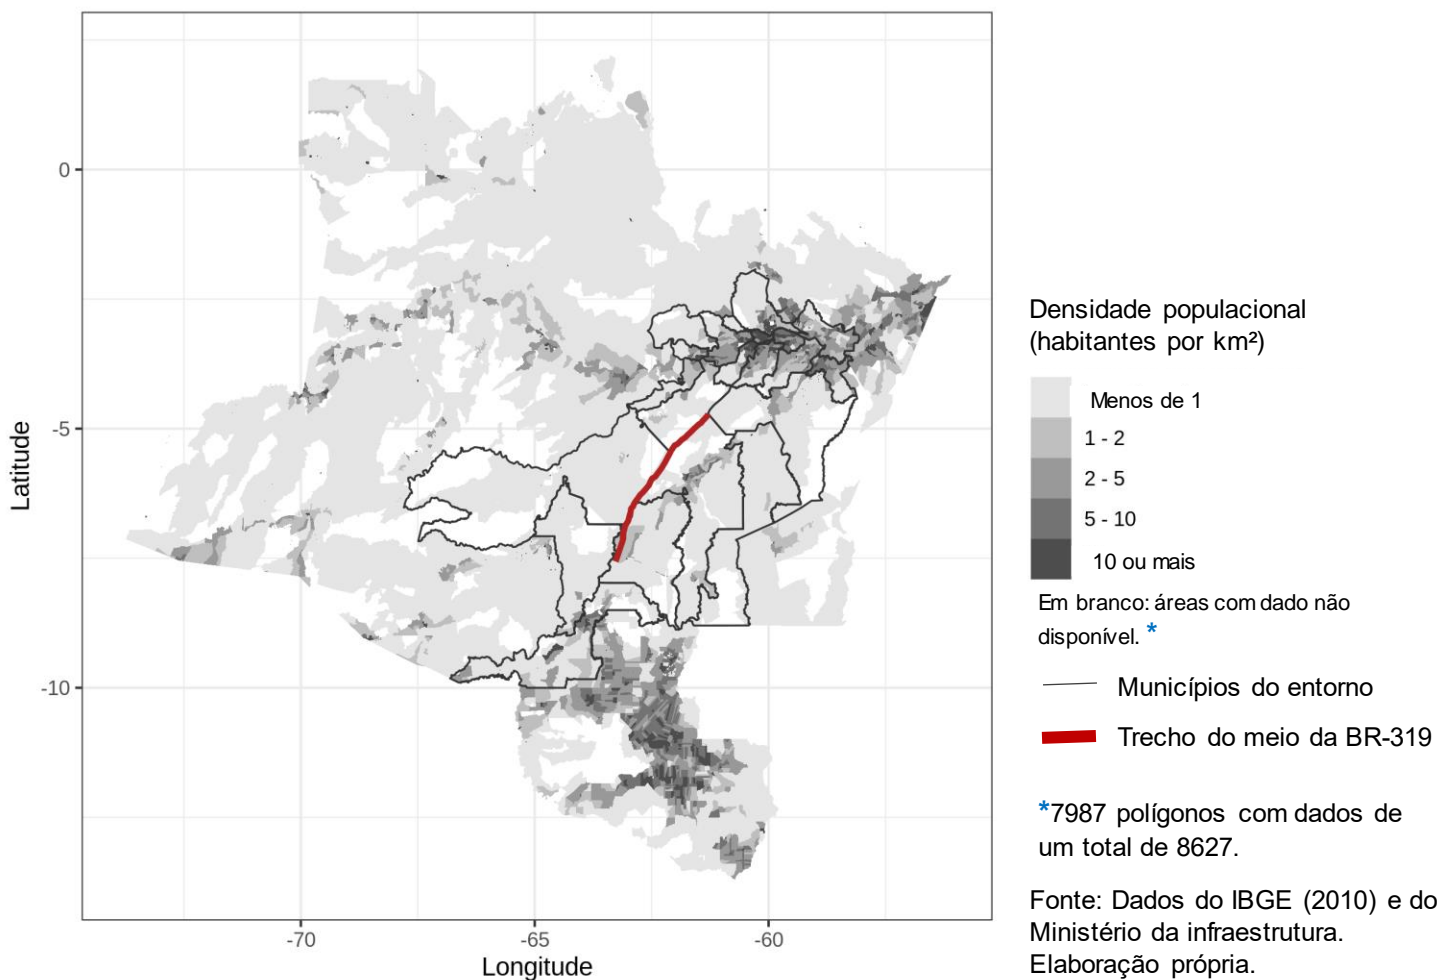 0
-5
-10
Latitude
-70
-65
-60
Longitude
Densidade populacional
(habitantes por km²)
Menos de 1
1 - 2
2 - 5
5 - 10
10 ou mais
Em branco: áreas com dado não
disponível. *
Municípios do entorno
Trecho do meio da BR-319
*7987 polígonos com dados de
um total de 8627.
Fonte: Dados do IBGE (2010) e do
Ministério da infraestrutura.
Elaboração própria.